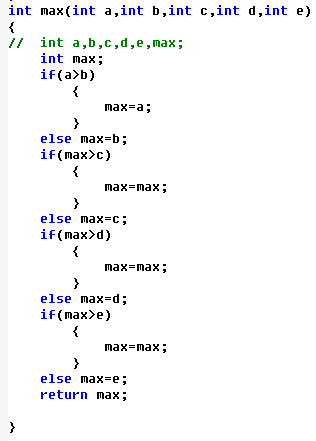 int max(int a,int b,int c,int d,int e)
{
//  int a,b,c,d,e,max;
    int max;
    if(a>b)
        {
            max=a;
        }
    else max=b;
    if(max>c)
        {
            max=max;
        }
    else max=c;
    if(max>d)
        {
            max=max;
        }
    else max=d;
    if(max>e)
        {
            max=max;
        }
    else max=e;
    return max;

}